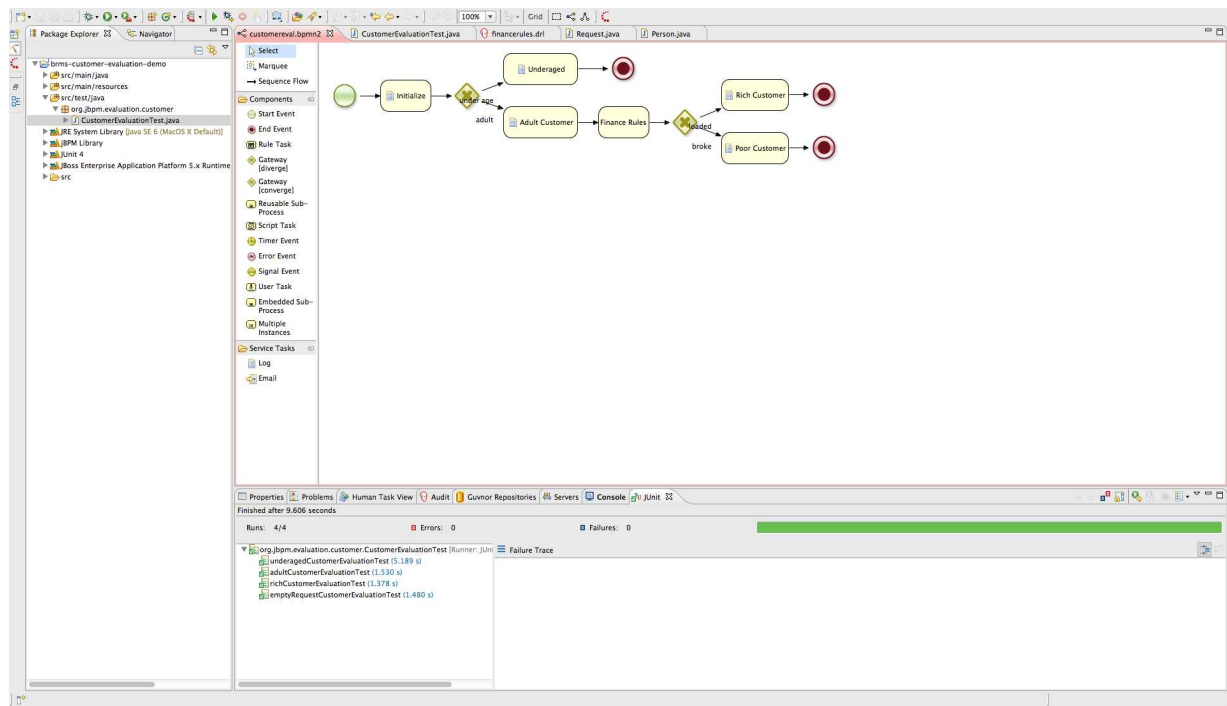 100%
Grid
Package Explorer
Navigator
customereval.bpmn2
CustomerEvaluationTest.java
financerules.drl
Request.java
Person.java
brms-customer-evaluation-demo
src/main/java
src/main/resources
src/test/java
org.jbpm.evaluation.customer
CustomerEvaluationTest.java
JRE System Library [Java SE 6 (MacOS X Default)]
jBPM Library
JUnit 4
JBoss Enterprise Application Platform 5.x Runtime
src
Select
Marquee
Sequence Flow
Components
Start Event
End Event
Rule Task
Gateway
[diverge]
Gateway
[converge]
Reusable Sub-
Process
Script Task
Timer Event
Error Event
Signal Event
User Task
Embedded Sub-
Process
Multiple
Instances
Service Tasks
Log
Email
Initialize
under age
adult
Underaged
Adult Customer
Finance Rules
loaded
broke
Rich Customer
Poor Customer
Properties
Problems
Human Task View
Audit
Guvnor Repositories
Servers
Console
JUnit
Finished after 9.606 seconds
Runs: 4/4
Errors: 0
Failures: 0
org.jbpm.evaluation.customer.CustomerEvaluationTest [Runner: JUni
underagedCustomerEvaluationTest (5.189 s)
adultCustomerEvaluationTest (1.530 s)
richCustomerEvaluationTest (1.378 s)
emptyRequestCustomerEvaluationTest (1.480 s)
Failure Trace